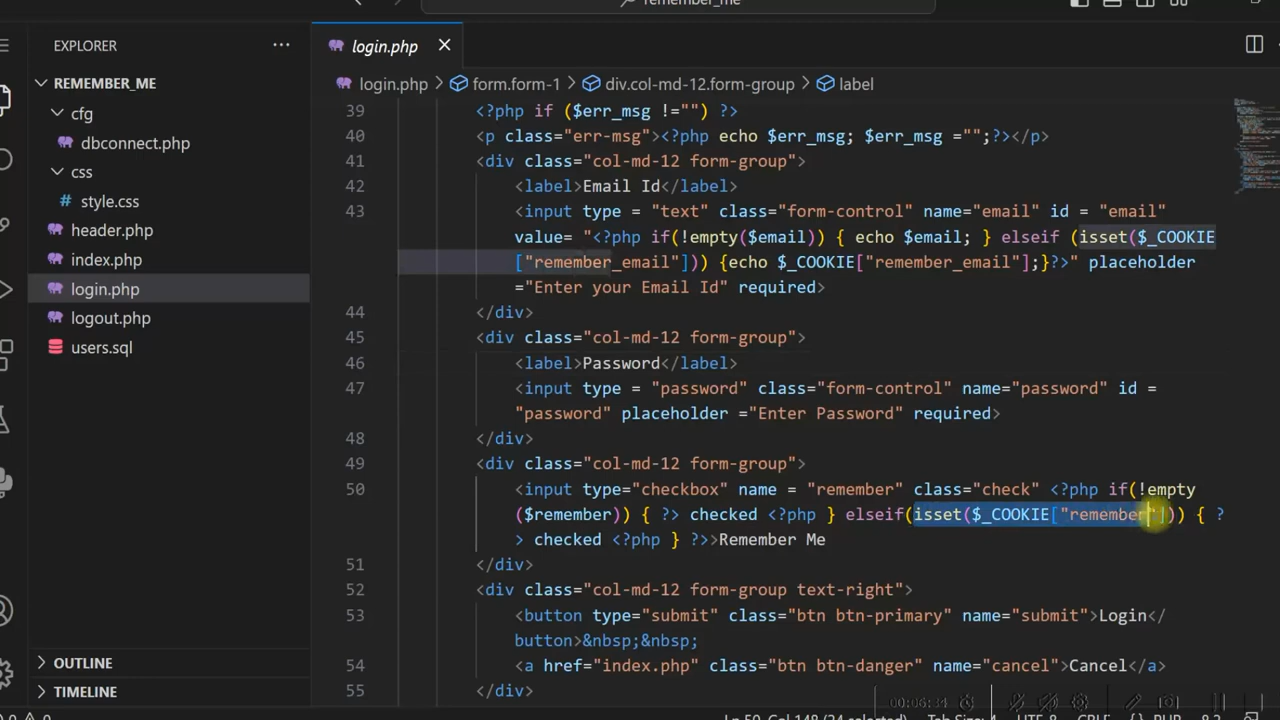 remember_me
EXPLORER
login.php
REMEMBER_ME
login.php > form.form-1 > div.col-md-12.form-group > label
cfg
dbconnect.php
css
style.css
header.php
index.php
login.php
logout.php
users.sql
39 <?php if ($err_msg !="") ?>
40 <p class="err-msg"><?php echo $err_msg; $err_msg ="";?></p>
41 <div class="col-md-12 form-group">
42 <label>Email Id</label>
43 <input type = "text" class="form-control" name="email" id = "email"
value= "<?php if(!empty($email)) { echo $email; } elseif (isset($_COOKIE
["remember_email"])) {echo $_COOKIE["remember_email"];}?>" placeholder
="Enter your Email Id" required>
44 </div>
45 <div class="col-md-12 form-group">
46 <label>Password</label>
47 <input type = "password" class="form-control" name="password" id =
"password" placeholder ="Enter Password" required>
48 </div>
49 <div class="col-md-12 form-group">
50 <input type="checkbox" name = "remember" class="check" <?php if(!empty
($remember)) { ?> checked <?php } elseif(isset($_COOKIE["remember"])) { ?
> checked <?php } ?>>Remember Me
51 </div>
52 <div class="col-md-12 form-group text-right">
53 <button type="submit" class="btn btn-primary" name="submit">Login</
button>&nbsp;&nbsp;
54 <a href="index.php" class="btn btn-danger" name="cancel">Cancel</a>
55 </div>
OUTLINE
TIMELINE
00:06:34